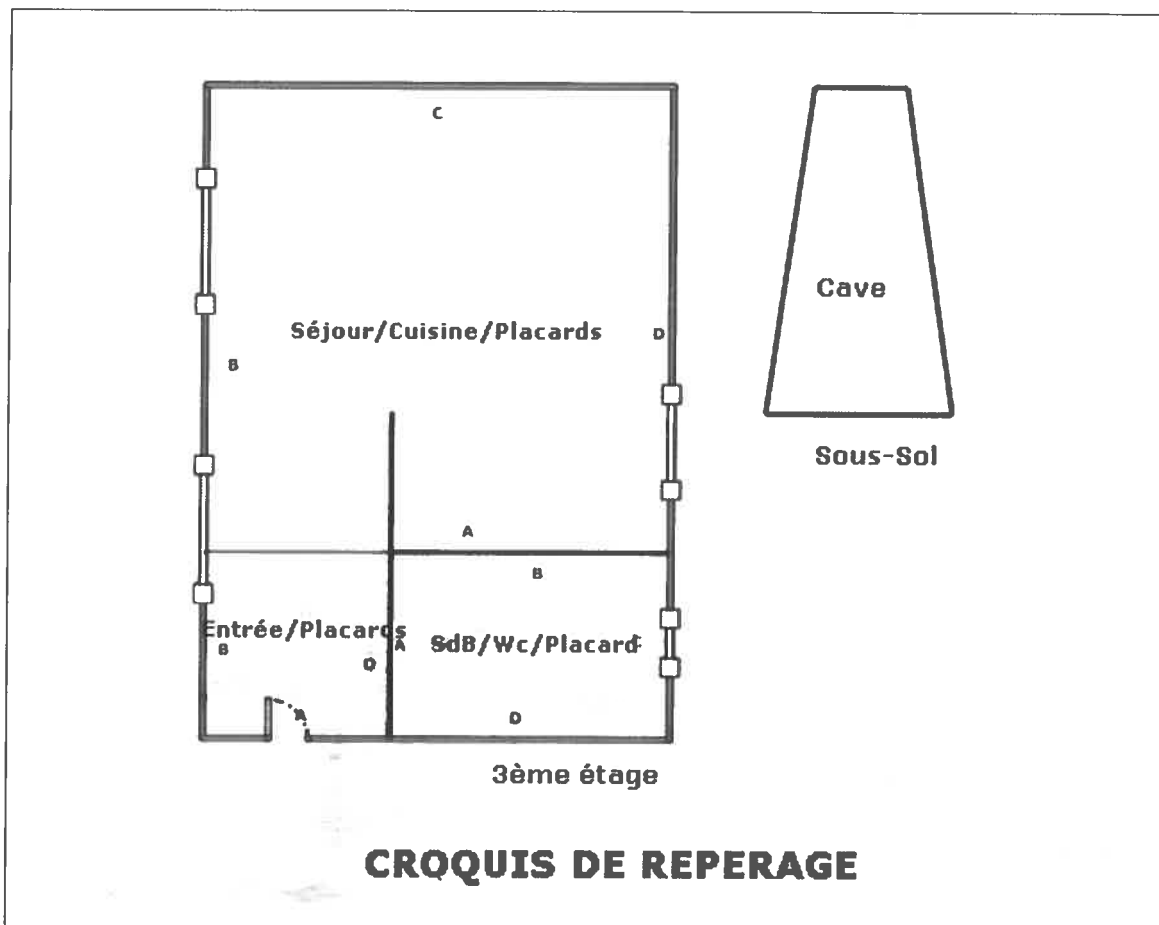 C
Cave
Séjour/Cuisine/Placards
D
B
Sous-Sol
A
B
Entrée/Placards
SdB/Wc/Placard
B
D
A
A
D
3ème étage
CROQUIS DE REPERAGE